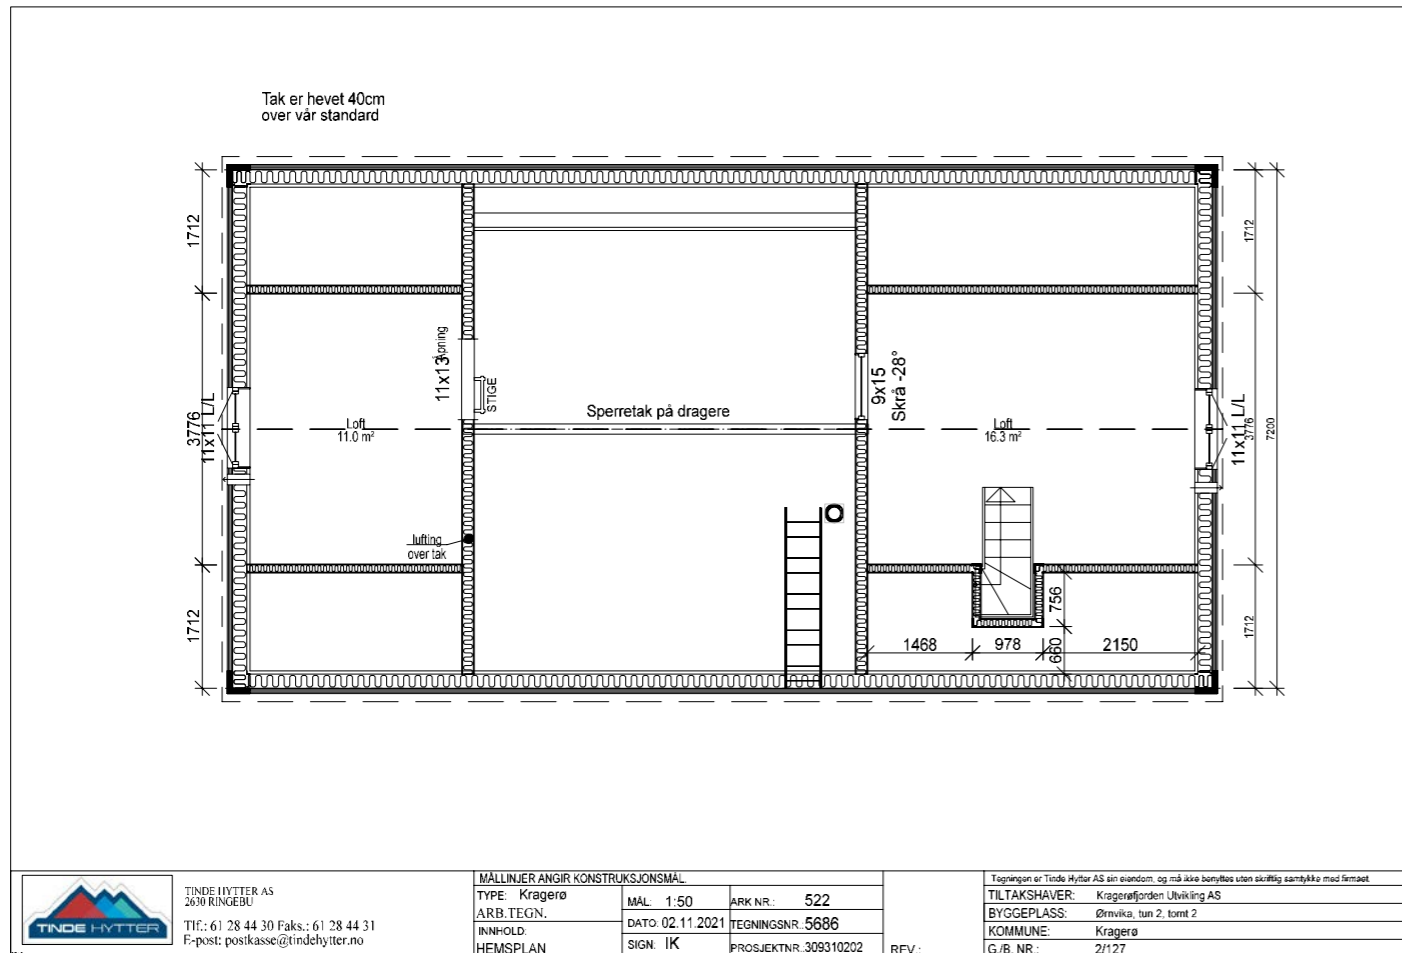 Tak er hevet 40cm
over vår standard
1712
3776
1712
11x11 L/L
Loft
11.0 m²
11x13
Åpning
STIGE
lufting
over tak
Sperretak på dragere
9x15
Skrå -28°
Loft
16.3 m²
11x11 L/L
1712
3776
1712
7200
756
660
1468
978
2150
TINDE HYTTER
TINDE HYTTER AS
2630 RINGEBU
Tlf.: 61 28 44 30 Faks.: 61 28 44 31
E-post: postkasse@tindehytter.no
MÅLLINJER ANGIR KONSTRUKSJONSMÅL.
TYPE: Kragerø
ARB.TEGN.
INNHOLD:
HEMSPLAN
MÅL: 1:50
DATO: 02.11.2021
SIGN: IK
ARK NR.: 522
TEGNINGSNR.: 5686
PROSJEKTNR.: 309310202
REV.:
Tegningen er Tinde Hytter AS sin eiendom, og må ikke benyttes uten skriftlig samtykke med firmaet.
TILTAKSHAVER: Kragerøfjorden Utvikling AS
BYGGEPLASS: Ørnvika, tun 2, tomt 2
KOMMUNE: Kragerø
G./B. NR.: 2/127